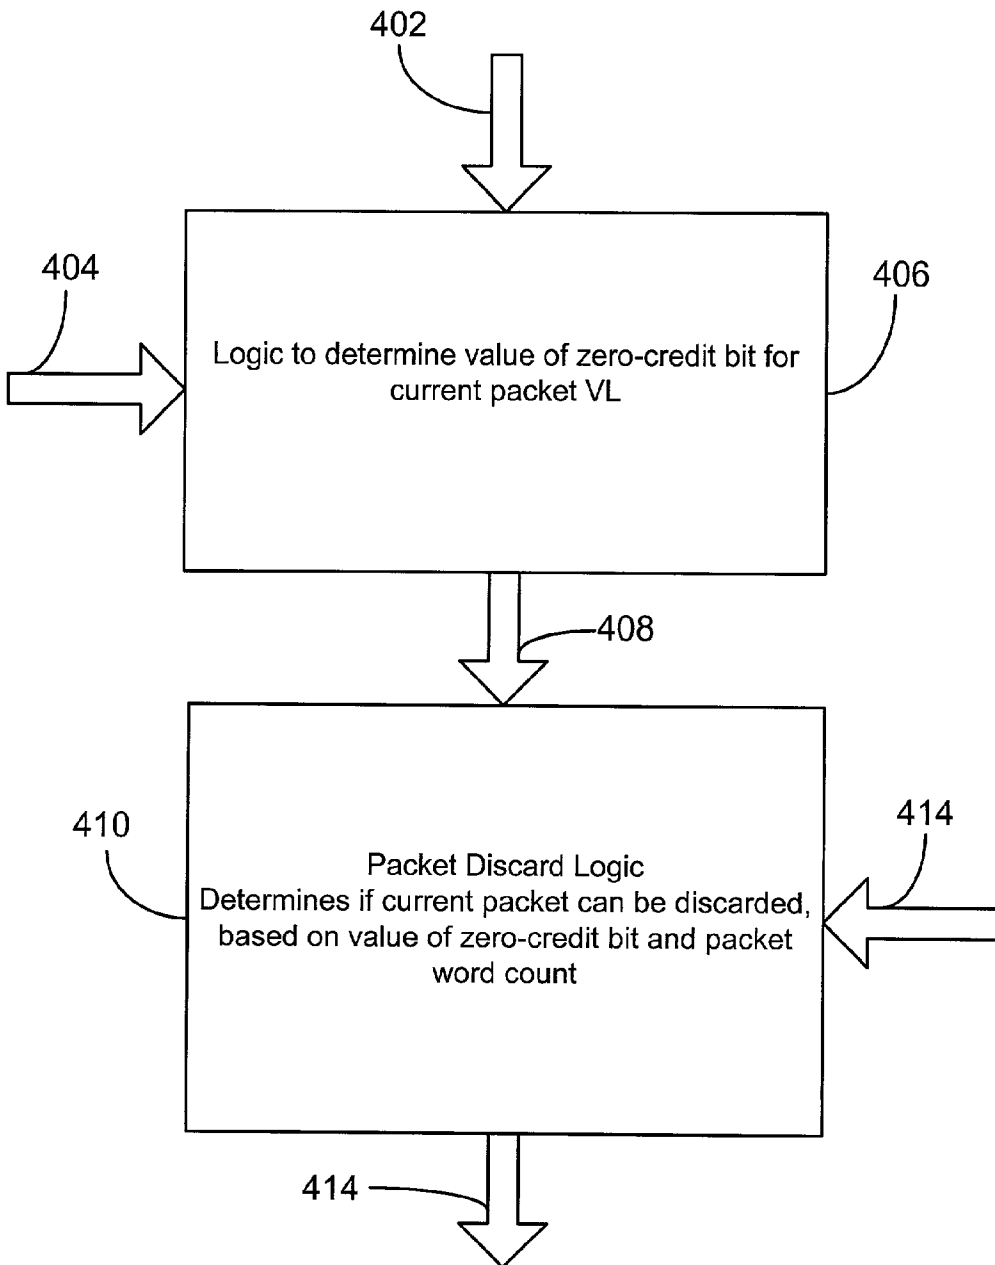 402
404
406
Logic to determine value of zero-credit bit for
current packet VL
408
410
414
Packet Discard Logic
Determines if current packet can be discarded,
based on value of zero-credit bit and packet
word count
414